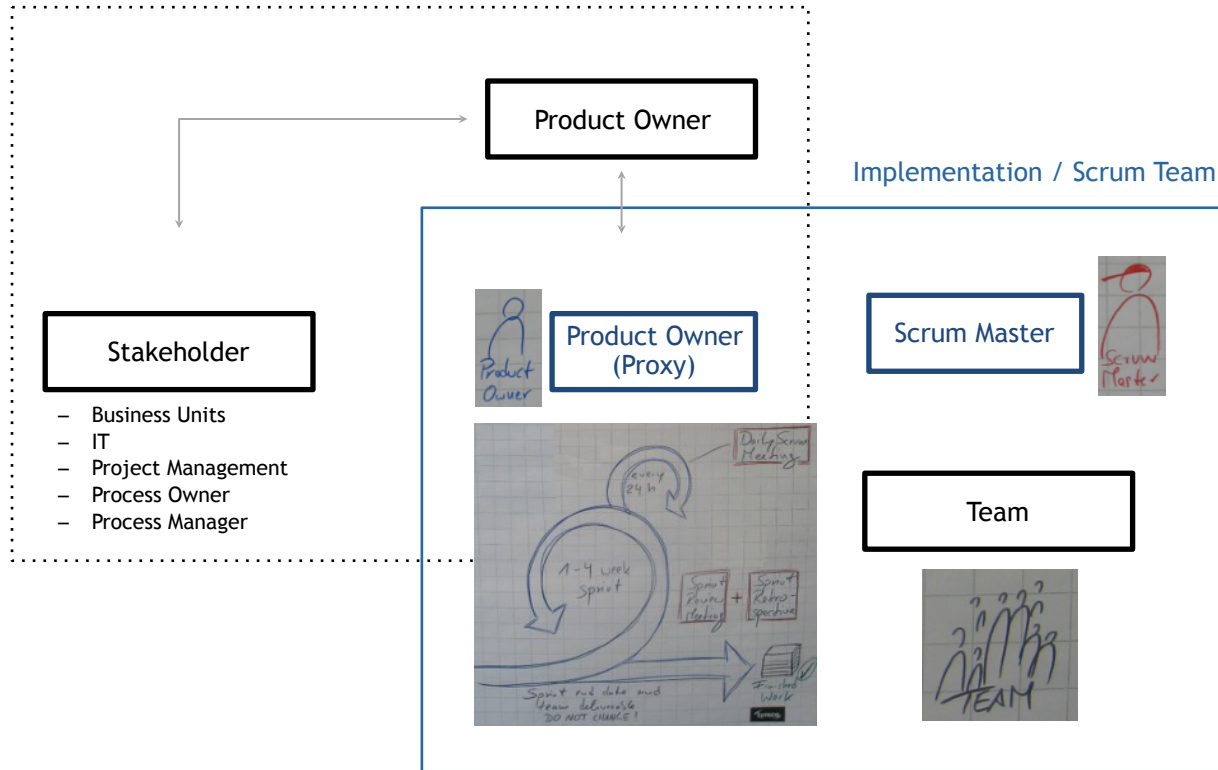 Product Owner
Implementation / Scrum Team
Stakeholder
– Business Units
– IT
– Project Management
– Process Owner
– Process Manager
Product
Owner
Product Owner
(Proxy)
Scrum Master
Scrum
Master
Daily Scrum
Meeting
every
24 h
1-4 week
sprint
Sprint
Review
Meeting
+
Sprint
Retro-
spective
Finished
Work
Sprint end date and
team deliverable
DO NOT CHANGE!
Team
TEAM